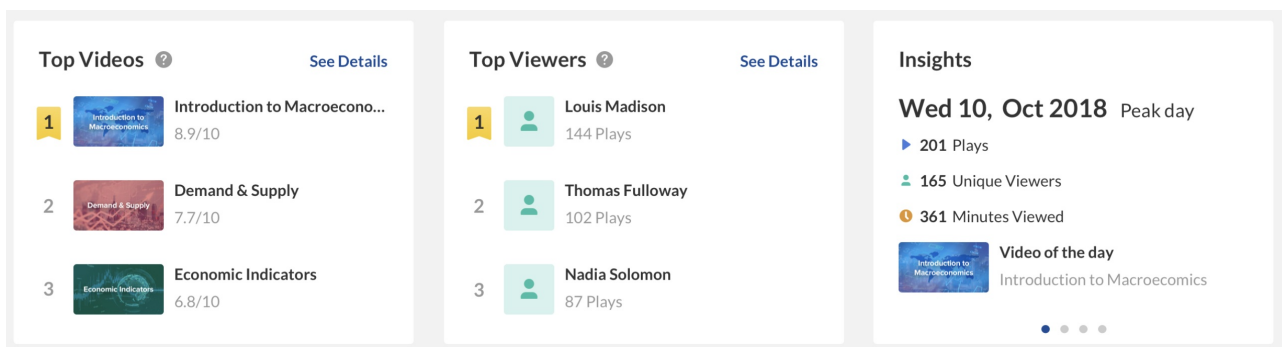 Top Videos ?
See Details
1
Introduction to
Macroeconomics
Introduction to Macroecono...
8.9/10
2
Demand & Supply
Demand & Supply
7.7/10
3
Economic Indicators
Economic Indicators
6.8/10
Top Viewers ?
See Details
1
Louis Madison
144 Plays
2
Thomas Fulloway
102 Plays
3
Nadia Solomon
87 Plays
Insights
Wed 10, Oct 2018 Peak day
201 Plays
165 Unique Viewers
361 Minutes Viewed
Introduction to
Macroeconomics
Video of the day
Introduction to Macroecomics